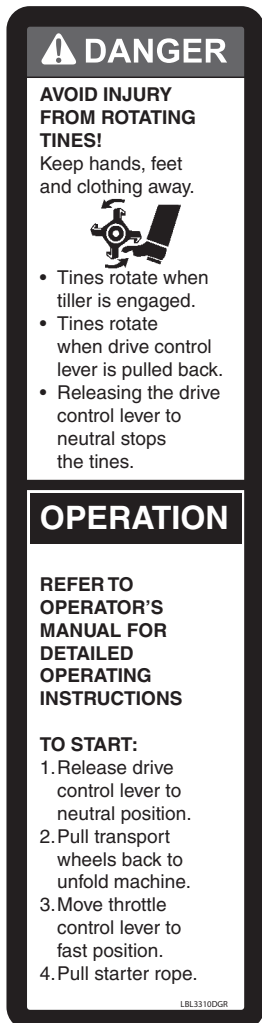 DANGER
AVOID INJURY
FROM ROTATING
TINES!
Keep hands, feet
and clothing away.
• Tines rotate when
tiller is engaged.
• Tines rotate
when drive control
lever is pulled back.
• Releasing the drive
control lever to
neutral stops
the tines.
OPERATION
REFER TO
OPERATOR’S
MANUAL FOR
DETAILED
OPERATING
INSTRUCTIONS
TO START:
1.Release drive
control lever to
neutral position.
2.Pull transport
wheels back to
unfold machine.
3.Move throttle
control lever to
fast position.
4.Pull starter rope.
LBL3310DGR